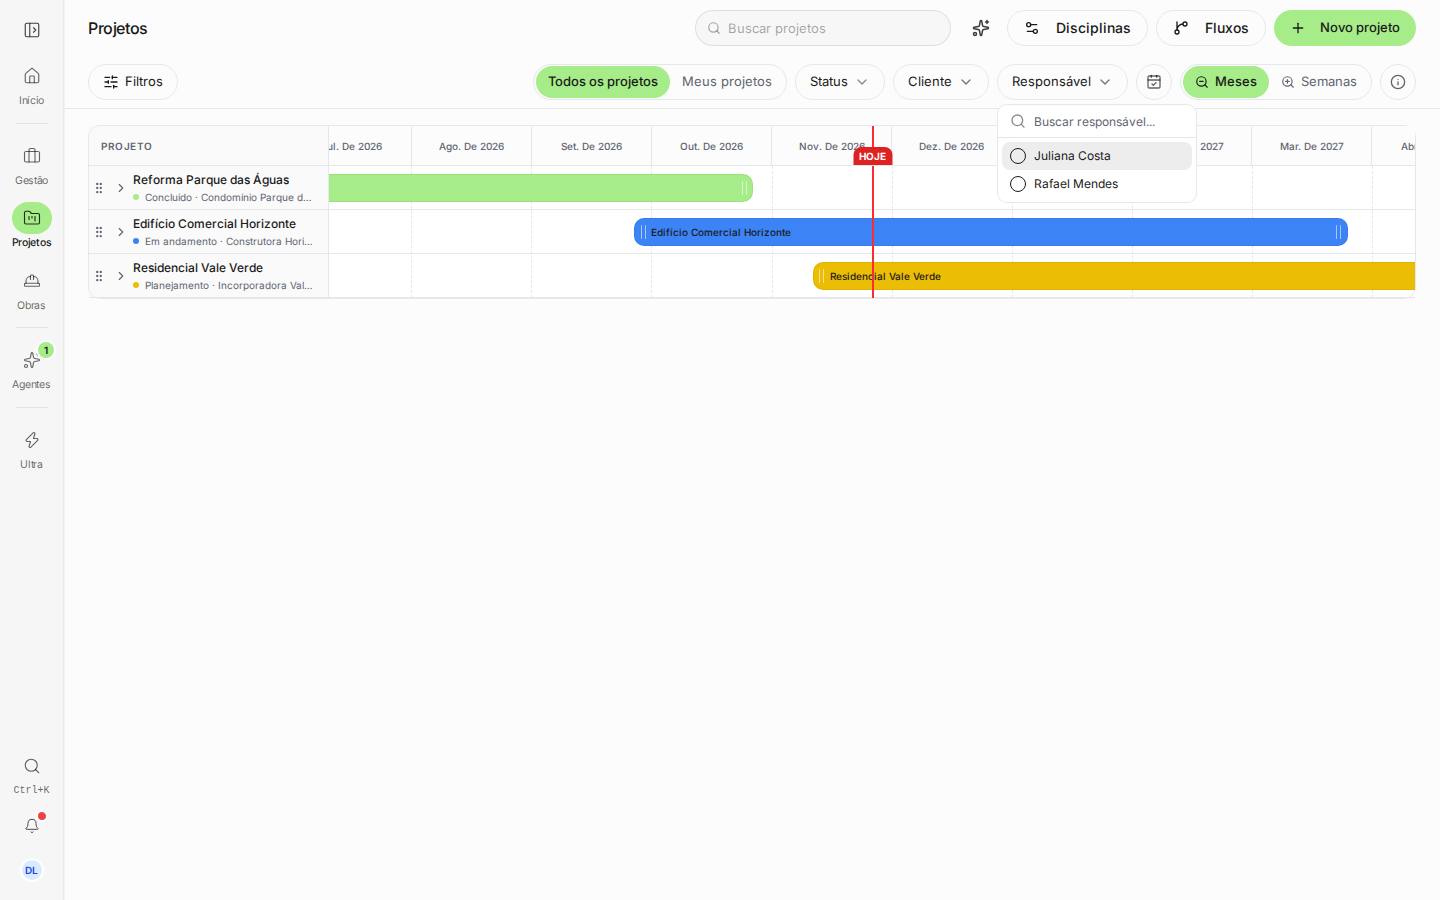 Projetos
Buscar projetos
Disciplinas
Fluxos
Novo projeto
Início
Gestão
Projetos
Obras
1
Agentes
Ultra
Ctrl+K
DL
Filtros
Todos os projetos
Meus projetos
Status
Cliente
Responsável
Meses
Semanas
Buscar responsável...
Juliana Costa
Rafael Mendes
PROJETO
ul. De 2026
Ago. De 2026
Set. De 2026
Out. De 2026
Nov. De 2026
Dez. De 2026
2027
Mar. De 2027
Ab
HOJE
Reforma Parque das Águas
Concluído · Condomínio Parque d...
Edifício Comercial Horizonte
Em andamento · Construtora Hori...
Edifício Comercial Horizonte
Residencial Vale Verde
Planejamento · Incorporadora Val...
Residencial Vale Verde